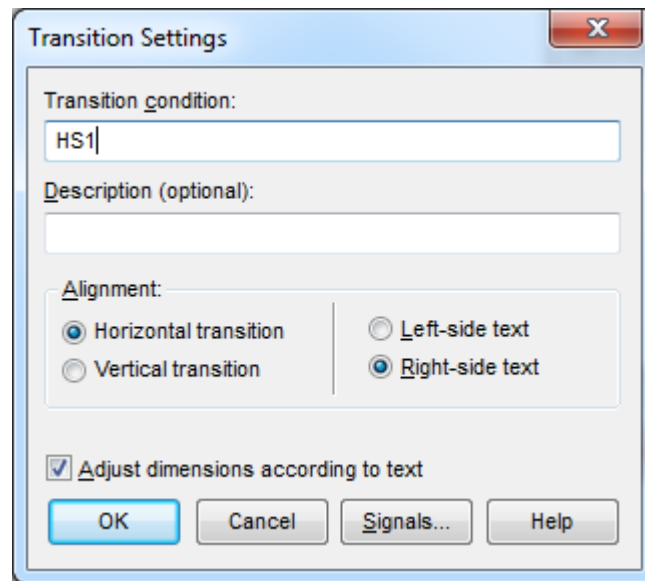 Transition Settings
Transition condition:
HS1
Description (optional):
Alignment:
Horizontal transition
Vertical transition
Left-side text
Right-side text
Adjust dimensions according to text
OK Cancel Signals... Help